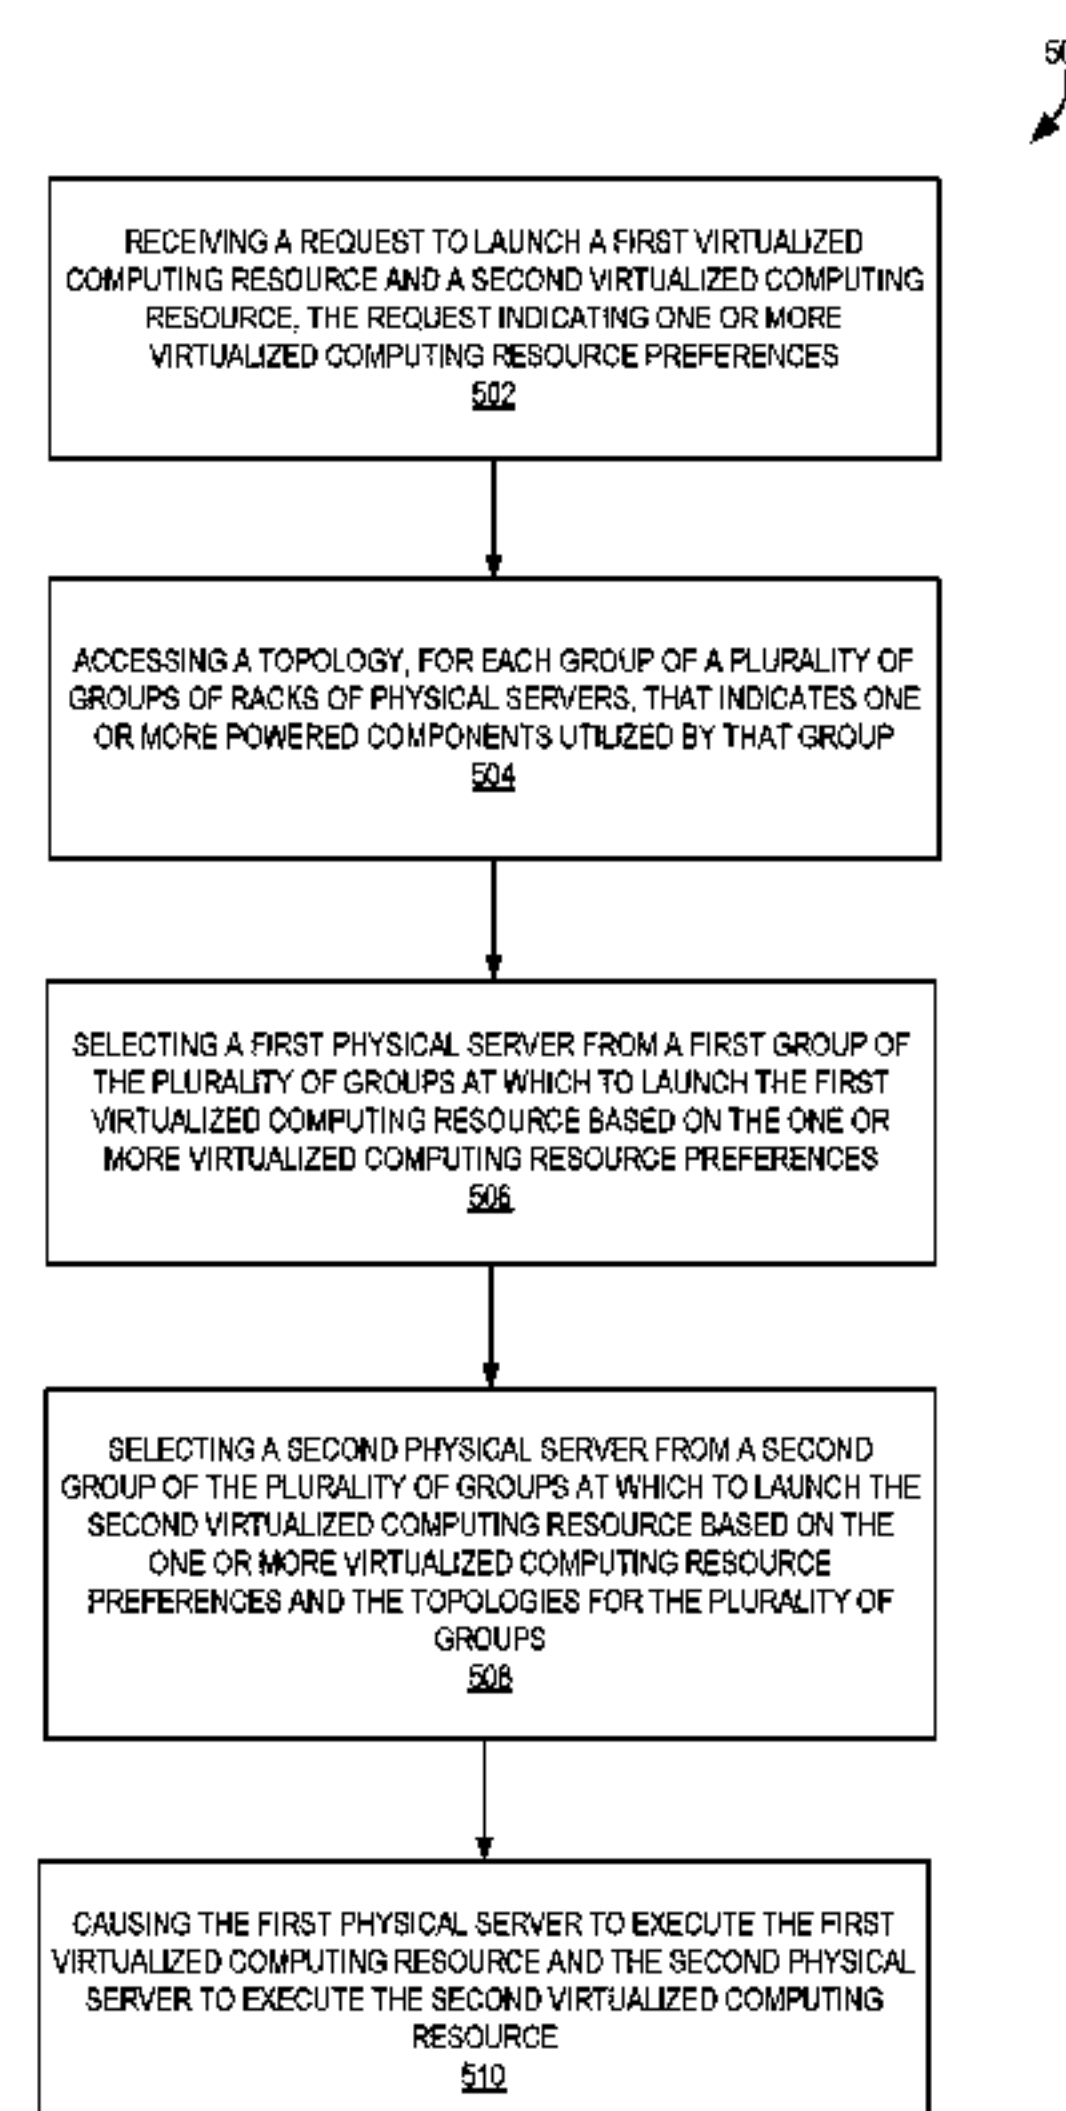 RECEIVING A REQUEST TO LAUNCH A FIRST VIRTUALIZED
COMPUTING RESOURCE AND A SECOND VIRTUALIZED COMPUTING
RESOURCE, THE REQUEST INDICATING ONE OR MORE
VIRTUALIZED COMPUTING RESOURCE PREFERENCES
502
ACCESSING A TOPOLOGY, FOR EACH GROUP OF A PLURALITY OF
GROUPS OF RACKS OF PHYSICAL SERVERS, THAT INDICATES ONE
OR MORE POWERED COMPONENTS UTILIZED BY THAT GROUP
504
SELECTING A FIRST PHYSICAL SERVER FROM A FIRST GROUP OF
THE PLURALITY OF GROUPS AT WHICH TO LAUNCH THE FIRST
VIRTUALIZED COMPUTING RESOURCE BASED ON THE ONE OR
MORE VIRTUALIZED COMPUTING RESOURCE PREFERENCES
506
SELECTING A SECOND PHYSICAL SERVER FROM A SECOND
GROUP OF THE PLURALITY OF GROUPS AT WHICH TO LAUNCH THE
SECOND VIRTUALIZED COMPUTING RESOURCE BASED ON THE
ONE OR MORE VIRTUALIZED COMPUTING RESOURCE
PREFERENCES AND THE TOPOLOGIES FOR THE PLURALITY OF
GROUPS
508
CAUSING THE FIRST PHYSICAL SERVER TO EXECUTE THE FIRST
VIRTUALIZED COMPUTING RESOURCE AND THE SECOND PHYSICAL
SERVER TO EXECUTE THE SECOND VIRTUALIZED COMPUTING
RESOURCE
510